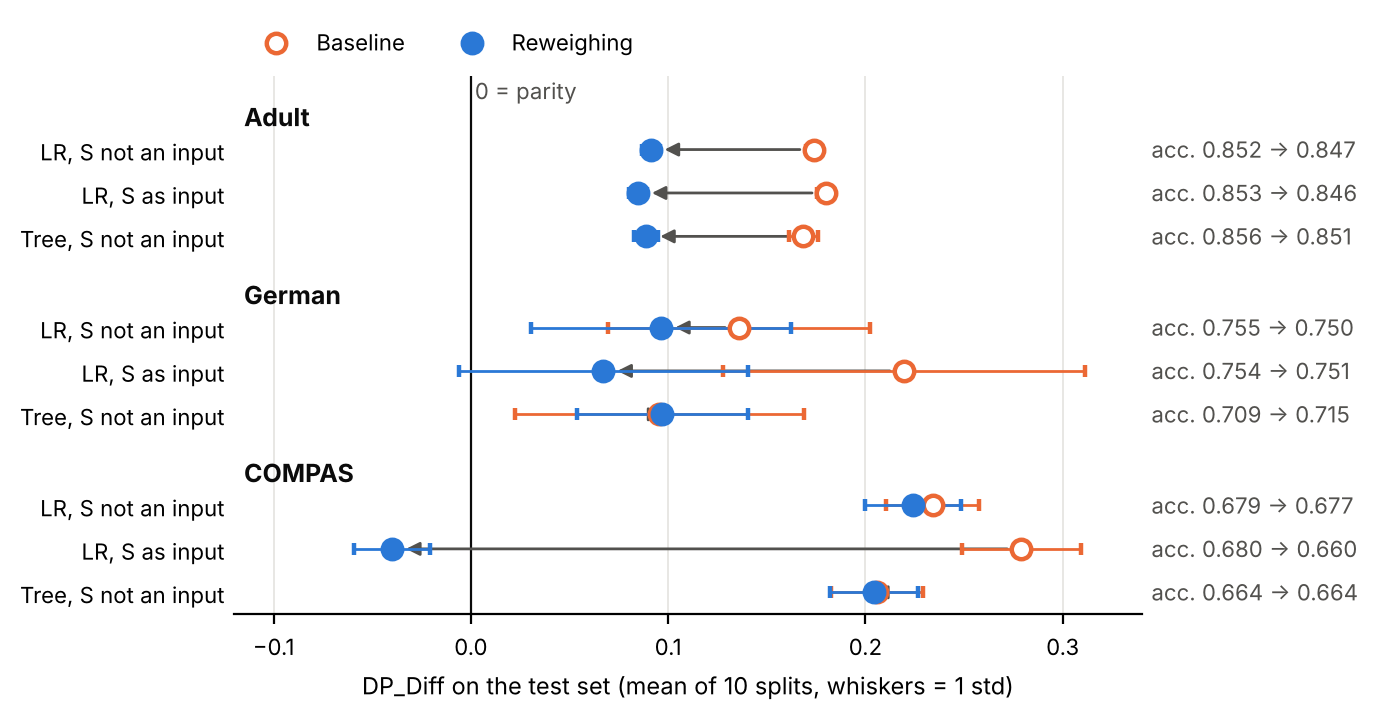 Baseline Reweighing
0 = parity
Adult
LR, S not an input acc. 0.852 → 0.847
LR, S as input acc. 0.853 → 0.846
Tree, S not an input acc. 0.856 → 0.851
German
LR, S not an input acc. 0.755 → 0.750
LR, S as input acc. 0.754 → 0.751
Tree, S not an input acc. 0.709 → 0.715
COMPAS
LR, S not an input acc. 0.679 → 0.677
LR, S as input acc. 0.680 → 0.660
Tree, S not an input acc. 0.664 → 0.664
−0.1 0.0 0.1 0.2 0.3
DP_Diff on the test set (mean of 10 splits, whiskers = 1 std)